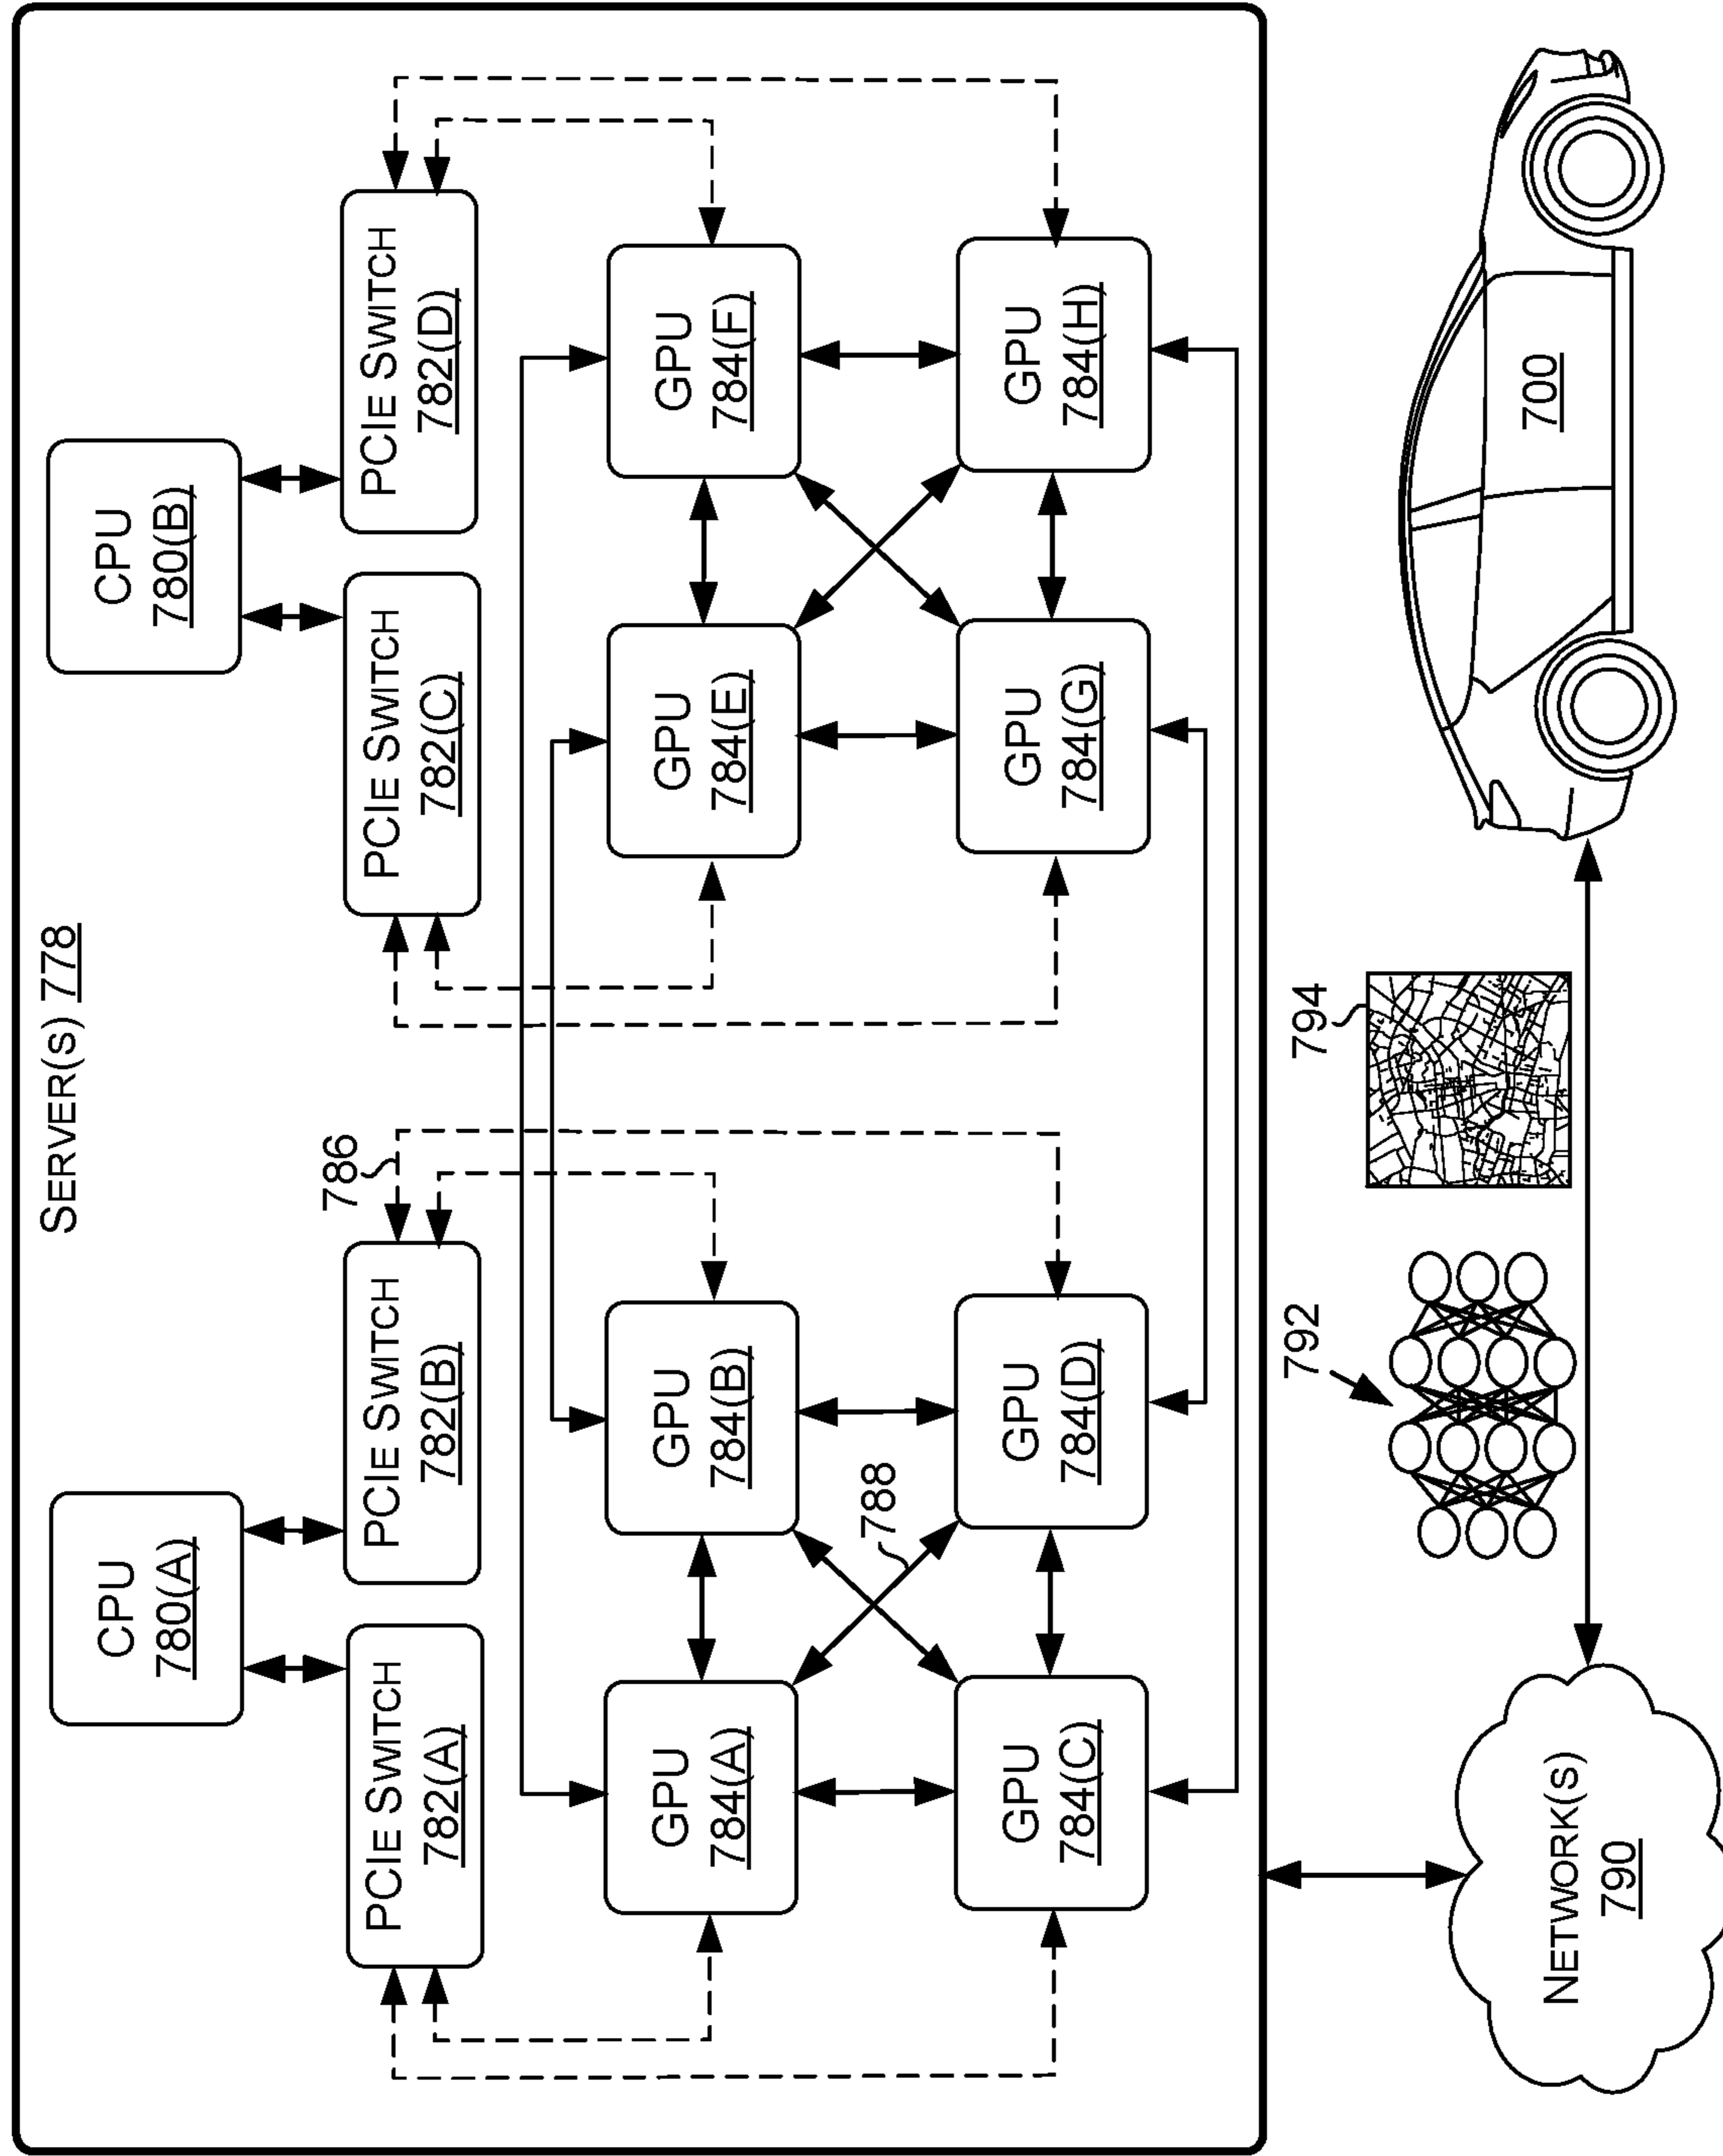 SERVER(S) 778
CPU
780(A)
CPU
780(B)
PCIE SWITCH
782(A)
PCIE SWITCH
782(B)
786
PCIE SWITCH
782(C)
PCIE SWITCH
782(D)
GPU
784(A)
GPU
784(B)
GPU
784(E)
GPU
784(F)
788
GPU
784(C)
GPU
784(D)
GPU
784(G)
GPU
784(H)
NETWORK(S)
790
792
794
700